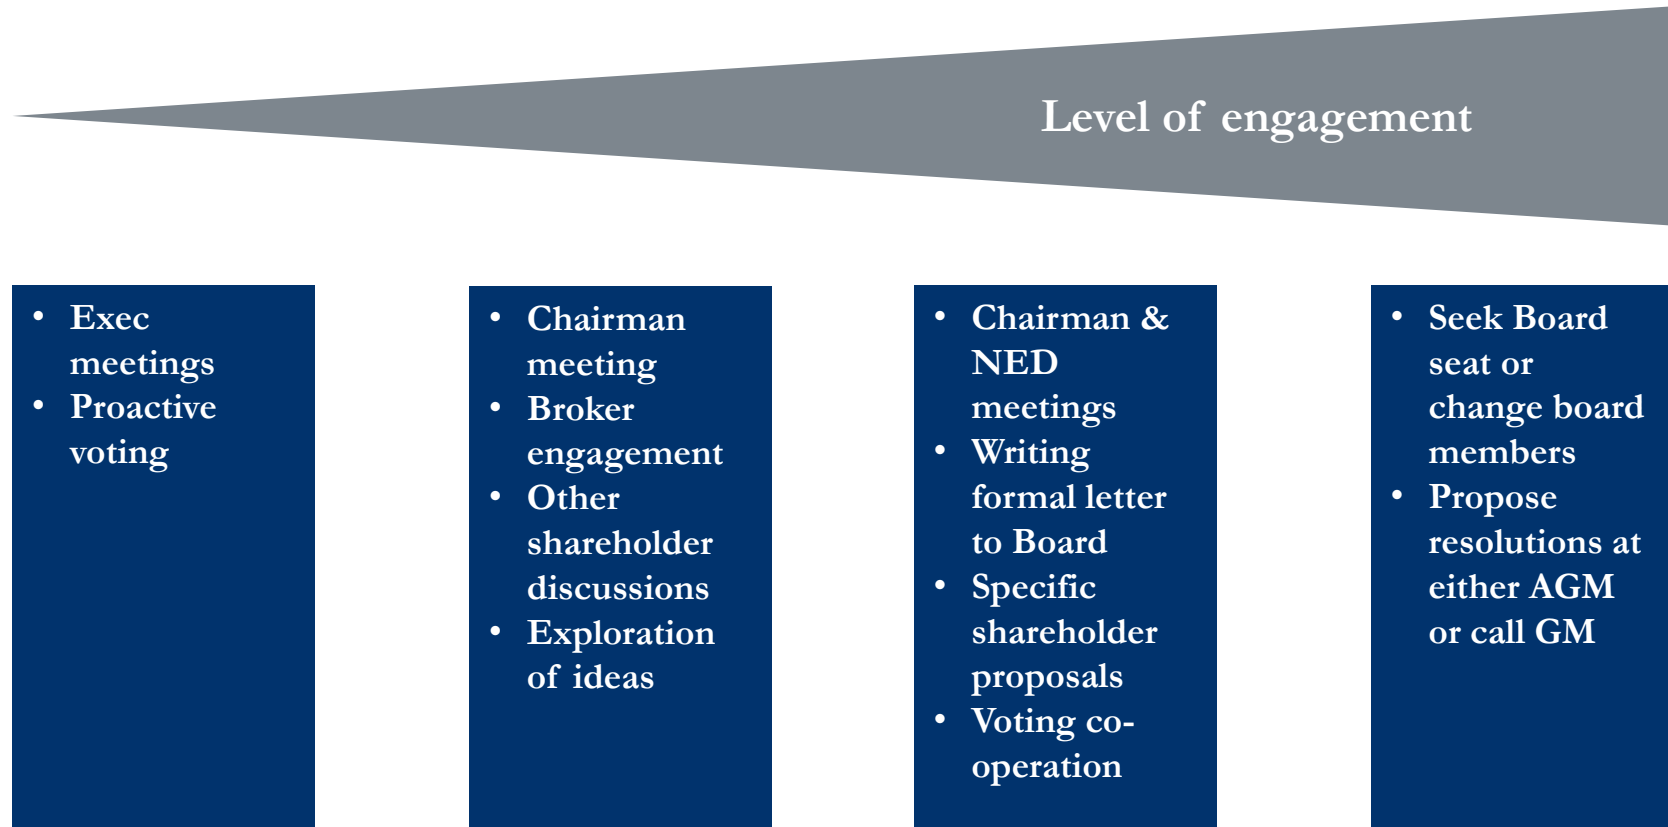 Level of engagement
• Exec
meetings
• Proactive
voting
• Chairman
meeting
• Broker
engagement
• Other
shareholder
discussions
• Exploration
of ideas
• Chairman &
NED
meetings
• Writing
formal letter
to Board
• Specific
shareholder
proposals
• Voting co-
operation
• Seek Board
seat or
change board
members
• Propose
resolutions at
either AGM
or call GM